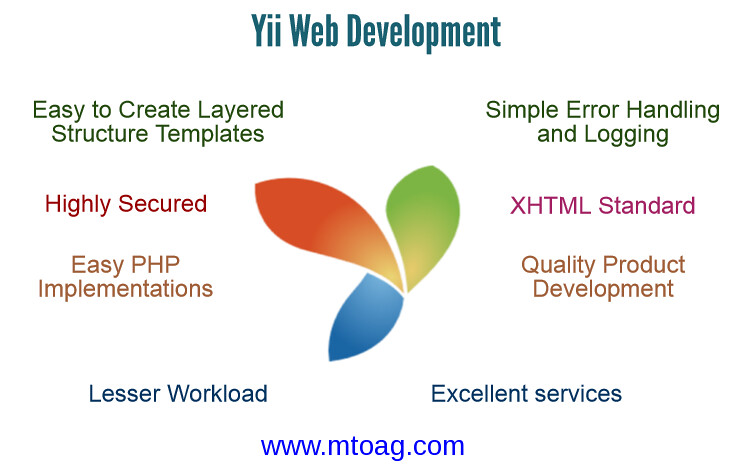 Yii Web Development
Easy to Create Layered
Structure Templates
Simple Error Handling
and Logging
Highly Secured
XHTML Standard
Easy PHP
Implementations
Quality Product
Development
Lesser Workload
Excellent services
www.mtoag.com